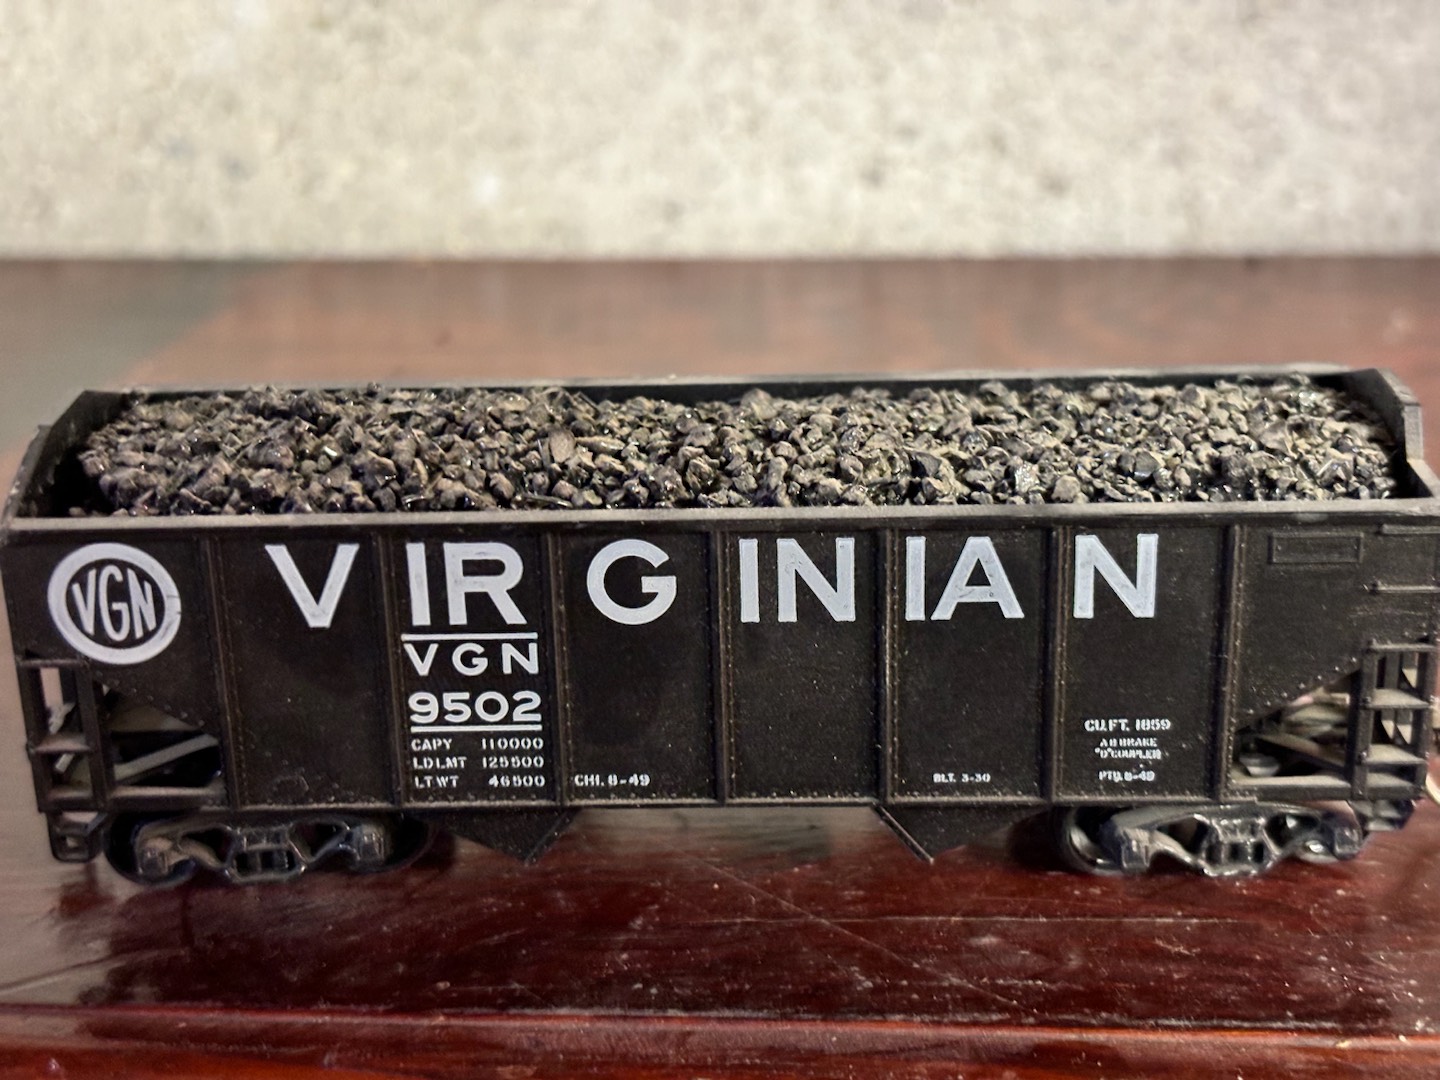 VGN
VIRGINIAN
VGN
9502
CAPY 110000
LD LMT 125500
LT WT 46500
CHI. 8-49
BLT. 3-30
CU.FT. 1859
AB BRAKE
"D" COUPLER
PTD. 8-49